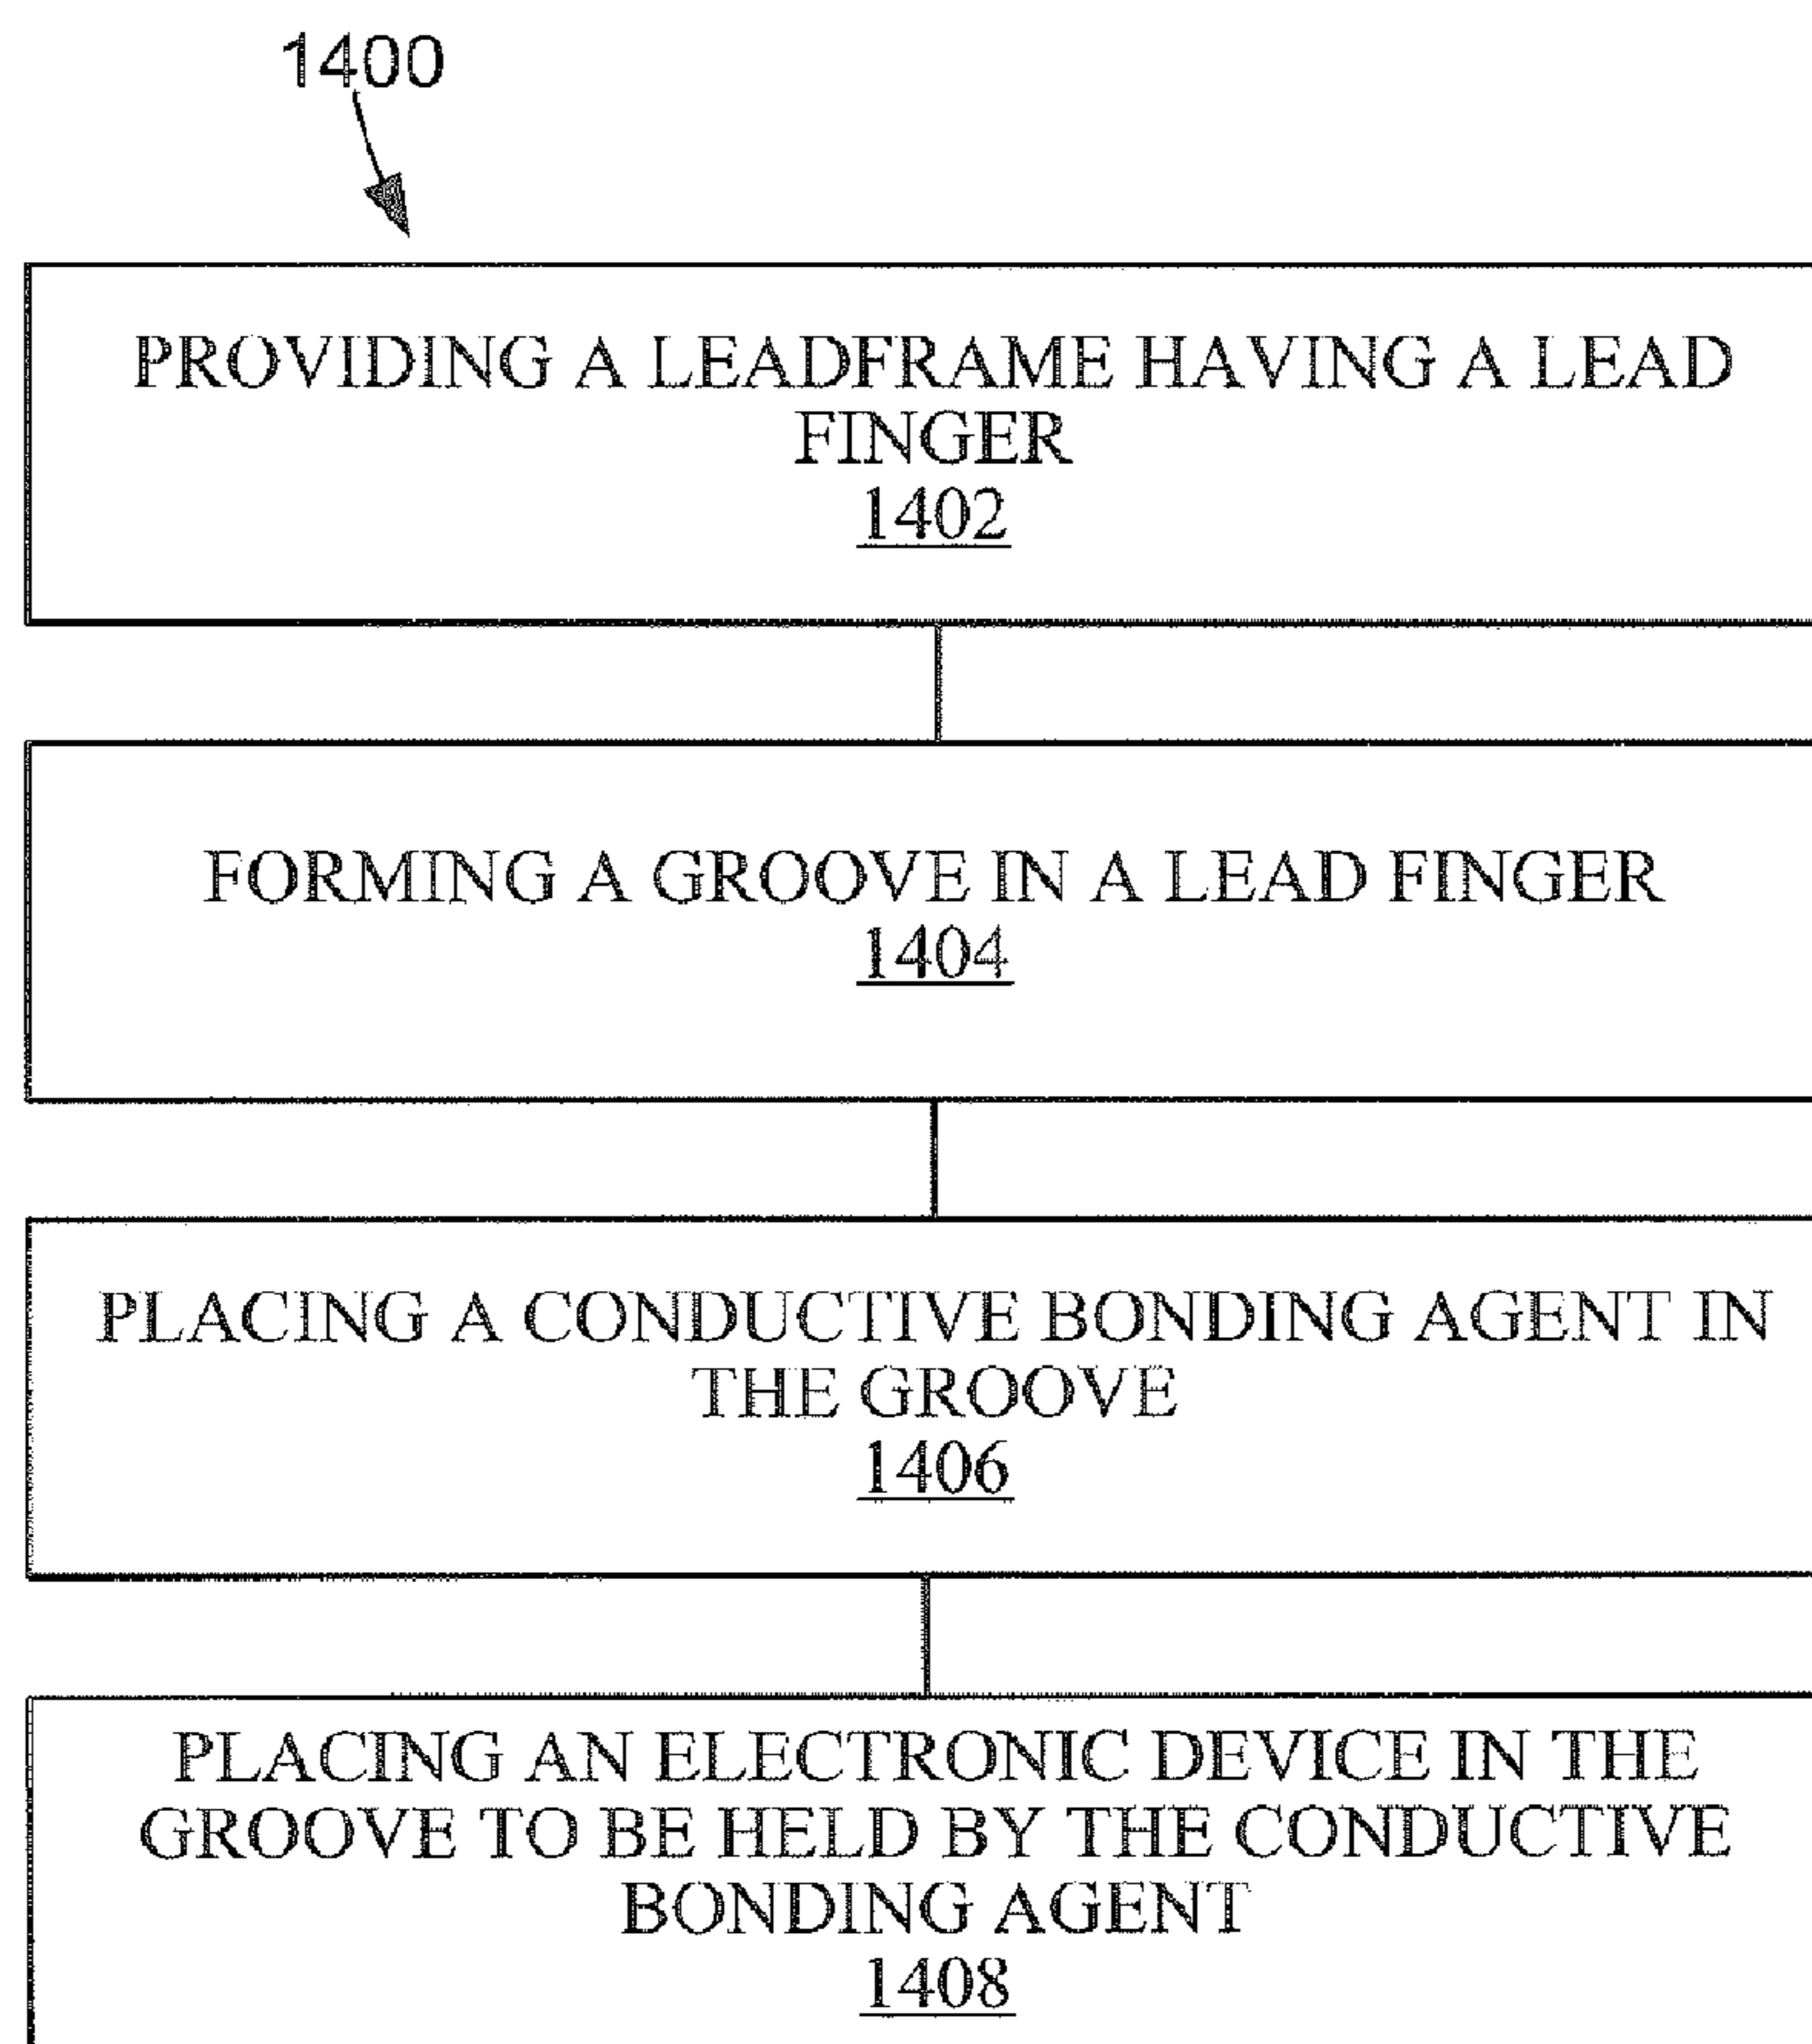 1400
PROVIDING A LEADFRAME HAVING A LEAD
FINGER
1402
FORMING A GROOVE IN A LEAD FINGER
1404
PLACING A CONDUCTIVE BONDING AGENT IN
THE GROOVE
1406
PLACING AN ELECTRONIC DEVICE IN THE
GROOVE TO BE HELD BY THE CONDUCTIVE
BONDING AGENT
1408